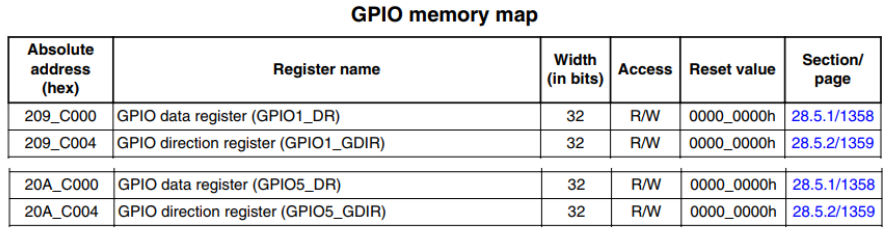 GPIO memory map
Absolute address (hex) Register name Width (in bits) Access Reset value Section/ page
209_C000 GPIO data register (GPIO1_DR) 32 R/W 0000_0000h 28.5.1/1358
209_C004 GPIO direction register (GPIO1_GDIR) 32 R/W 0000_0000h 28.5.2/1359
20A_C000 GPIO data register (GPIO5_DR) 32 R/W 0000_0000h 28.5.1/1358
20A_C004 GPIO direction register (GPIO5_GDIR) 32 R/W 0000_0000h 28.5.2/1359